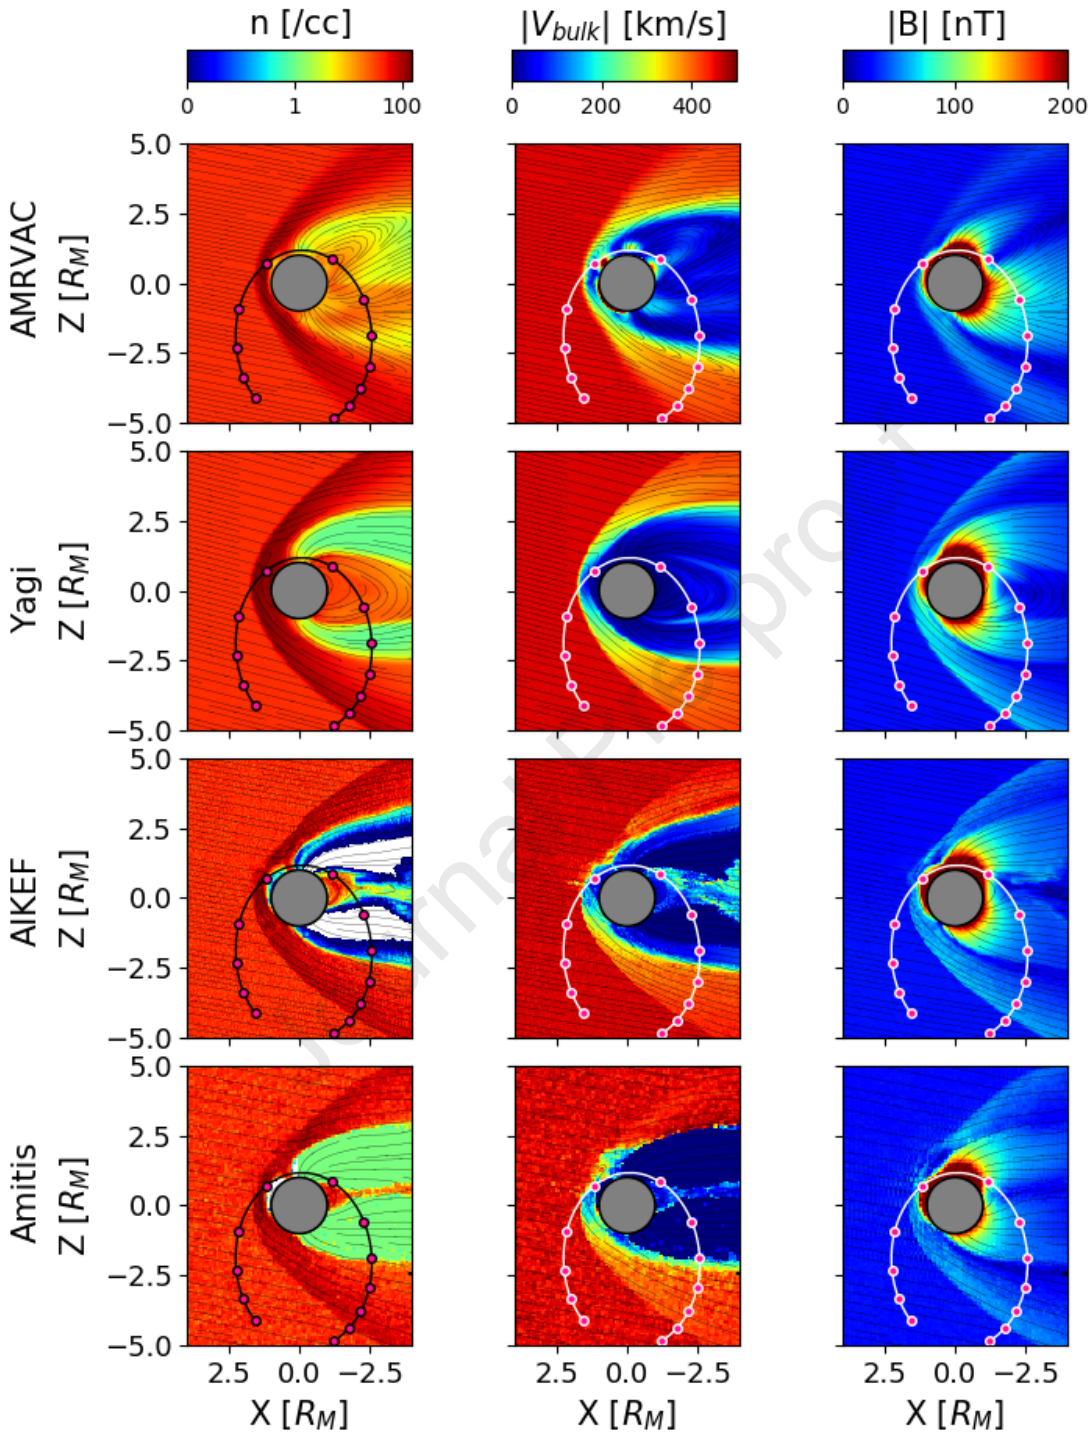 n [/cc] |V_bulk| [km/s] |B| [nT]
0 1 100 0 200 400 0 100 200
AMRVAC
Z [R_M]
5.0
2.5
0.0
−2.5
−5.0
Yagi
Z [R_M]
5.0
2.5
0.0
−2.5
−5.0
AIKEF
Z [R_M]
5.0
2.5
0.0
−2.5
−5.0
Amitis
Z [R_M]
5.0
2.5
0.0
−2.5
−5.0
2.5 0.0 −2.5 2.5 0.0 −2.5 2.5 0.0 −2.5
X [R_M] X [R_M] X [R_M]
Journal Pre-proof